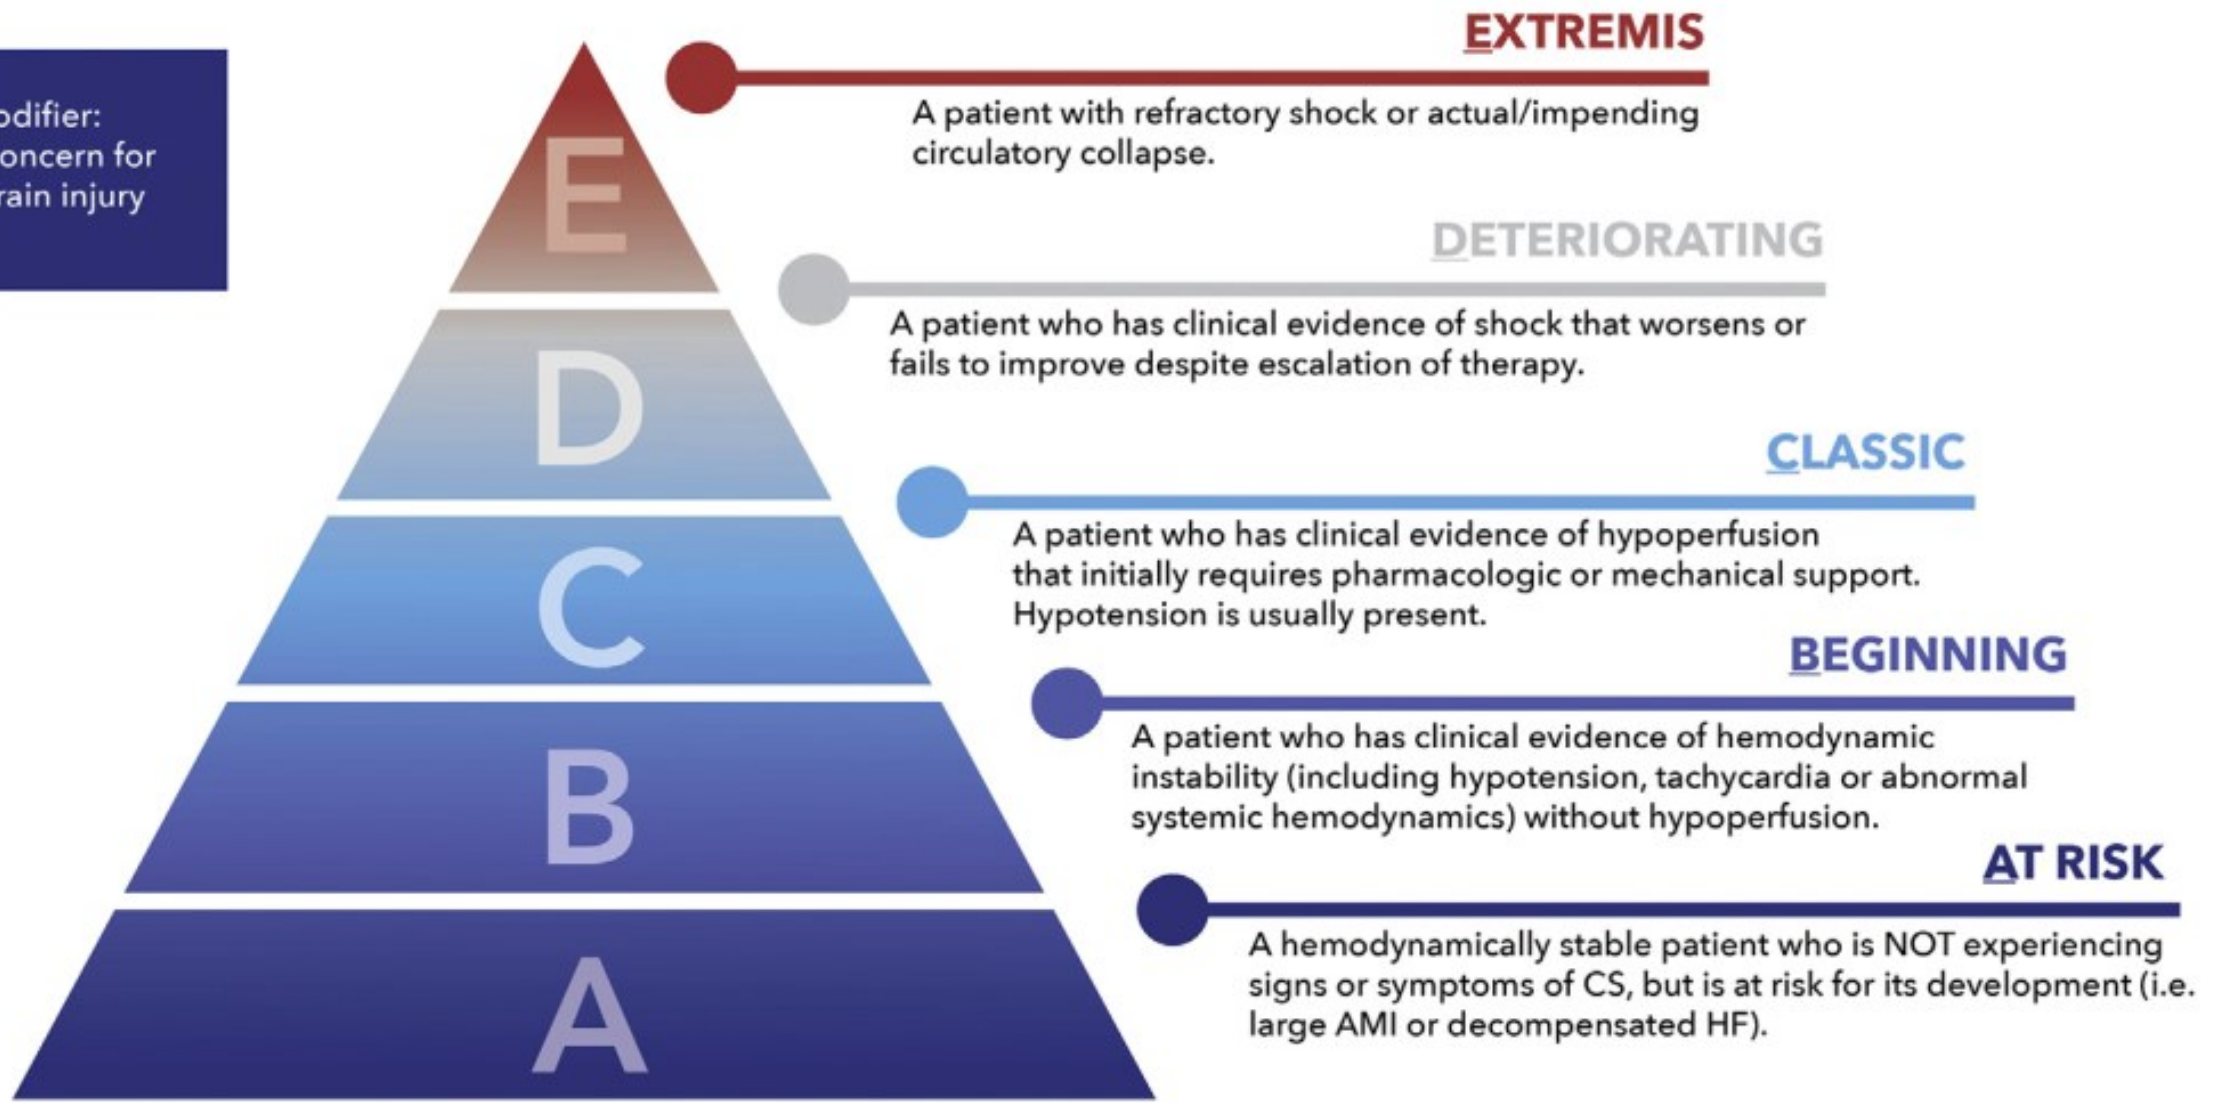 odifier:
oncern for
rain injury
E
D
C
B
A
EXTREMIS
A patient with refractory shock or actual/impending
circulatory collapse.
DETERIORATING
A patient who has clinical evidence of shock that worsens or
fails to improve despite escalation of therapy.
CLASSIC
A patient who has clinical evidence of hypoperfusion
that initially requires pharmacologic or mechanical support.
Hypotension is usually present.
BEGINNING
A patient who has clinical evidence of hemodynamic
instability (including hypotension, tachycardia or abnormal
systemic hemodynamics) without hypoperfusion.
AT RISK
A hemodynamically stable patient who is NOT experiencing
signs or symptoms of CS, but is at risk for its development (i.e.
large AMI or decompensated HF).